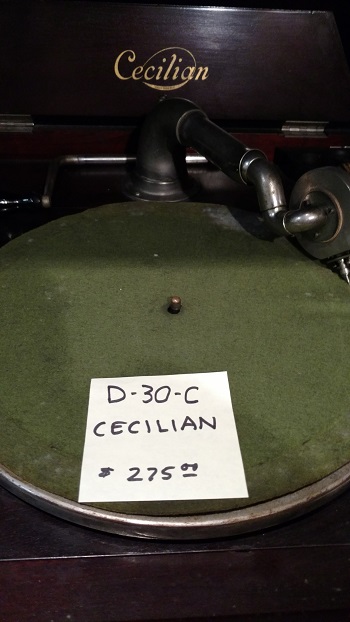 Cecilian
D-30-C
CECILIAN
$ 275.00